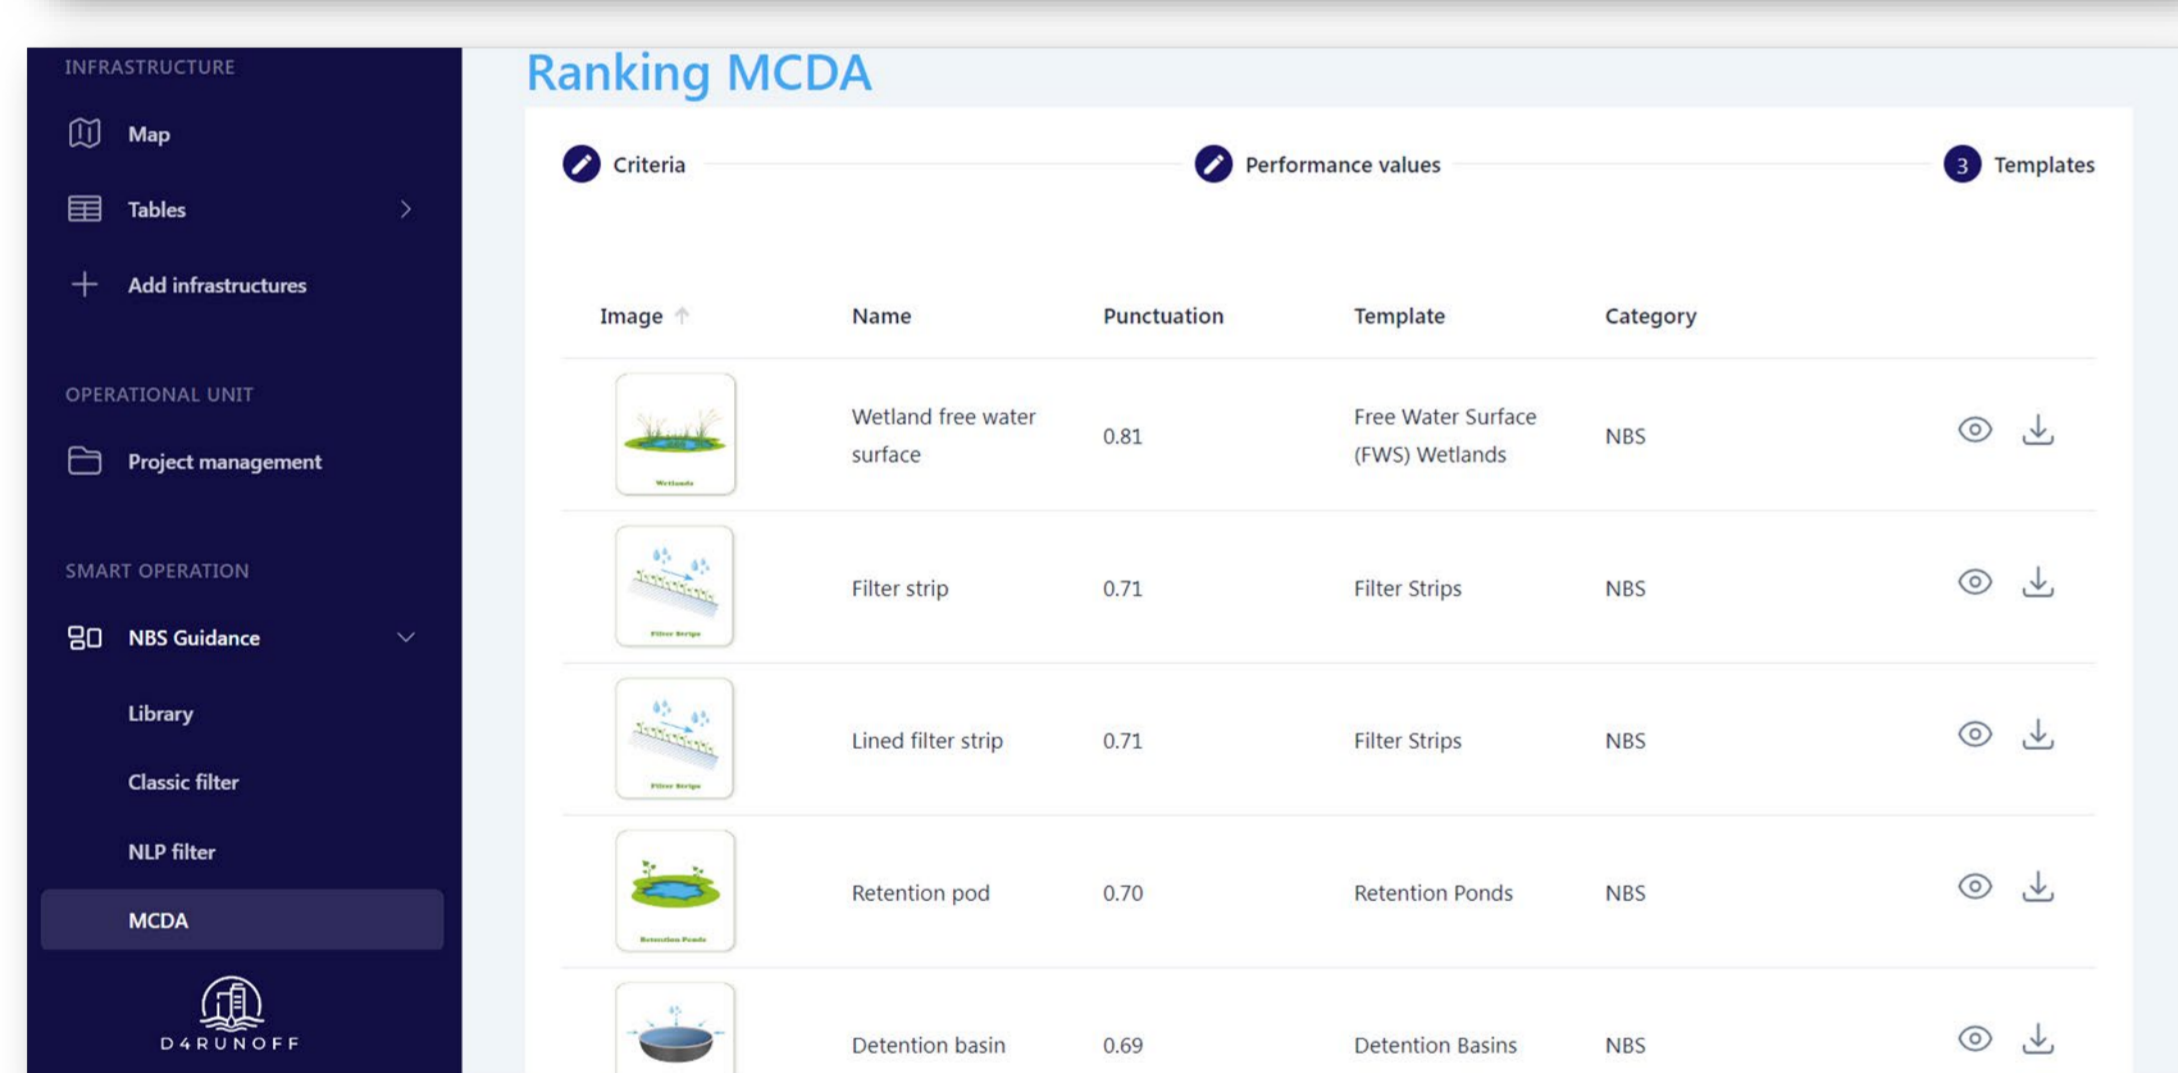 INFRASTRUCTURE
Map
Tables
Add infrastructures
OPERATIONAL UNIT
Project management
SMART OPERATION
NBS Guidance
Library
Classic filter
NLP filter
MCDA
D4RUNOFF
Ranking MCDA
Criteria
Performance values
3 Templates
Image Name Punctuation Template Category
Wetlands
Wetland free water
surface
0.81
Free Water Surface
(FWS) Wetlands
NBS
Filter Strips
Filter strip 0.71 Filter Strips NBS
Filter Strips
Lined filter strip 0.71 Filter Strips NBS
Retention Ponds
Retention pod 0.70 Retention Ponds NBS
Detention basin 0.69 Detention Basins NBS